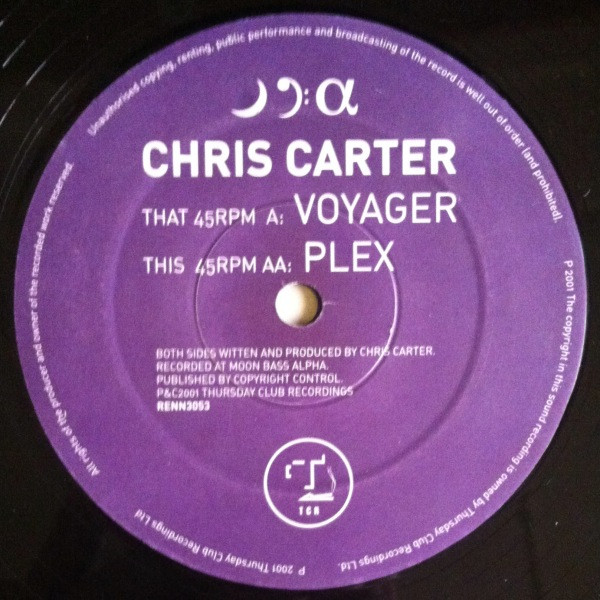 Unauthorised copying, renting, public performance and broadcasting of the record is well out of order (and prohibited).
α
CHRIS CARTER
THAT 45RPM A: VOYAGER
THIS 45RPM AA: PLEX
BOTH SIDES WITTEN AND PRODUCED BY CHRIS CARTER.
RECORDED AT MOON BASS ALPHA.
PUBLISHED BY COPYRIGHT CONTROL.
P&C2001 THURSDAY CLUB RECORDINGS
RENN3053
P 2001 The copyright in this sound recording is owned by Thursday Club Recordings Ltd.
P 2001 Thursday Club Recordings Ltd
All rights of the producer and owner of the recorded work reserved.